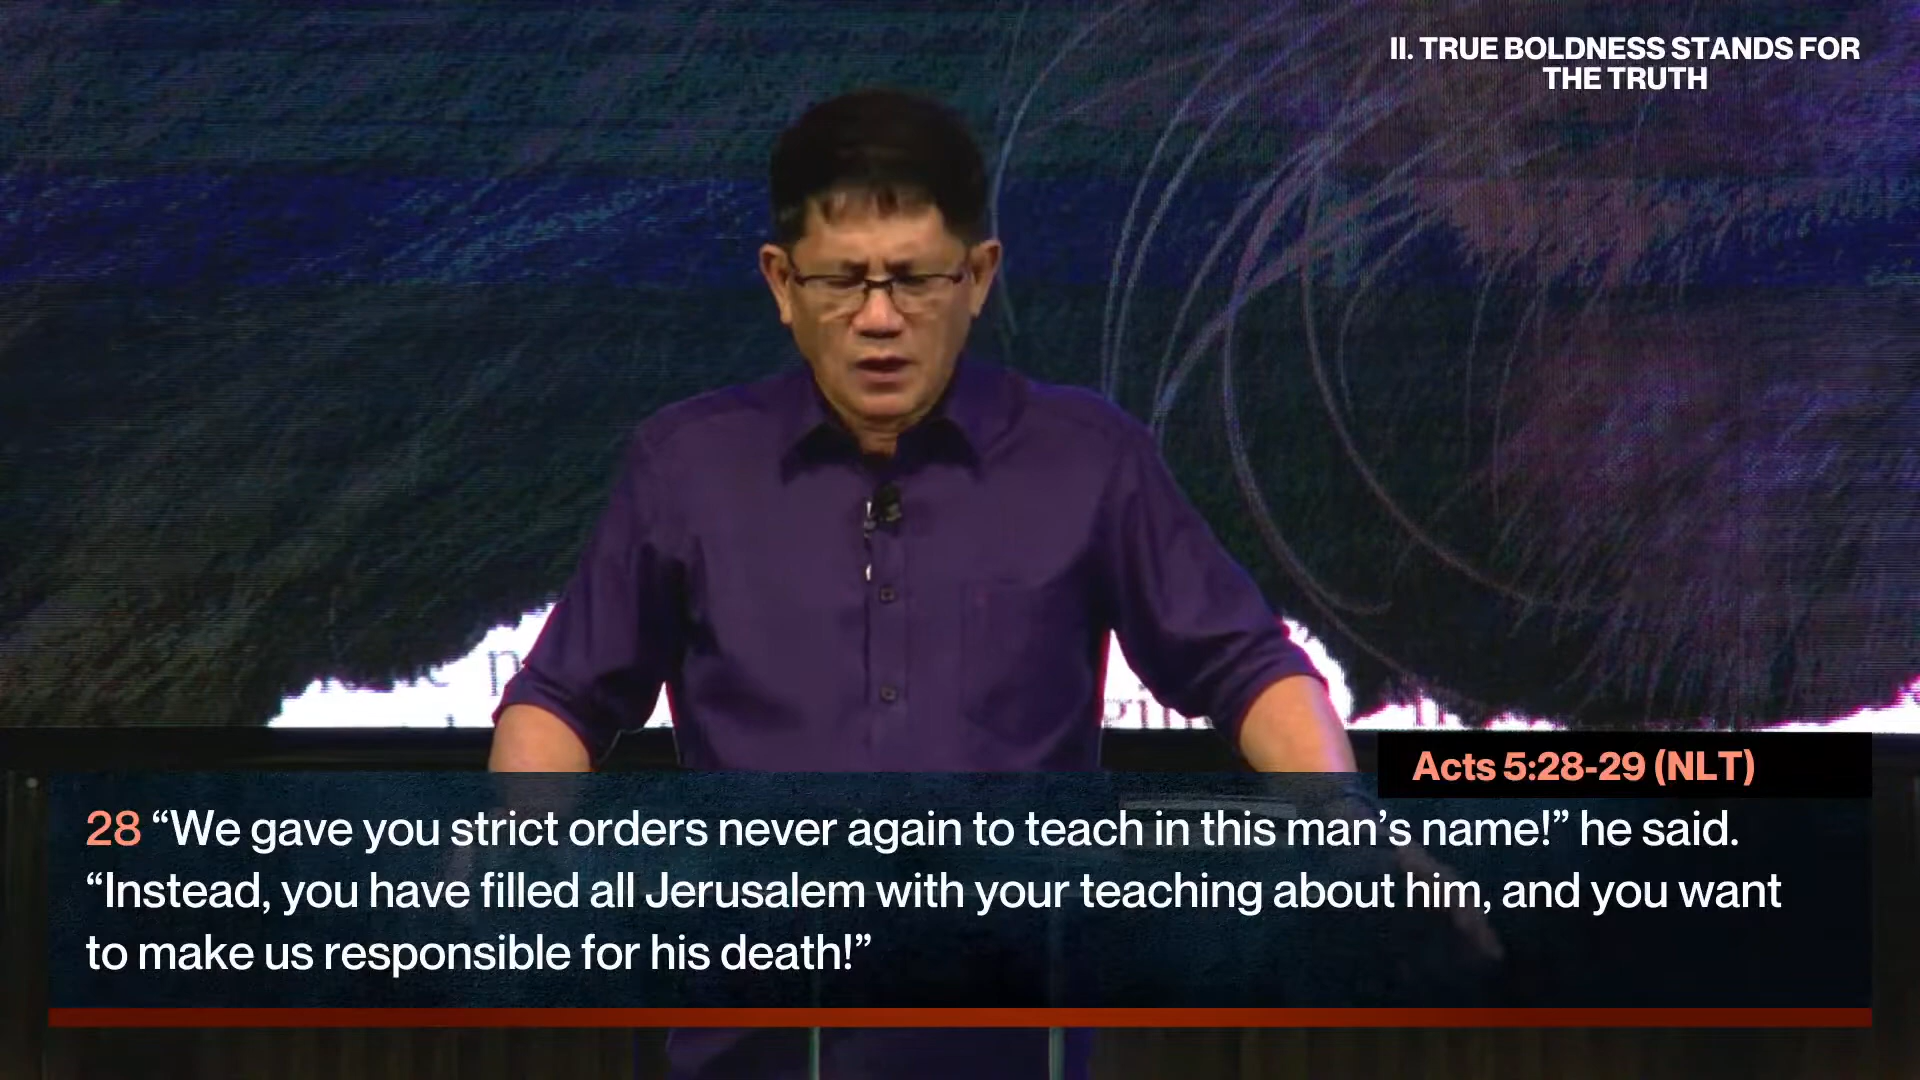 II. TRUE BOLDNESS STANDS FOR
THE TRUTH
Acts 5:28-29 (NLT)
28 “We gave you strict orders never again to teach in this man’s name!” he said.
“Instead, you have filled all Jerusalem with your teaching about him, and you want
to make us responsible for his death!”